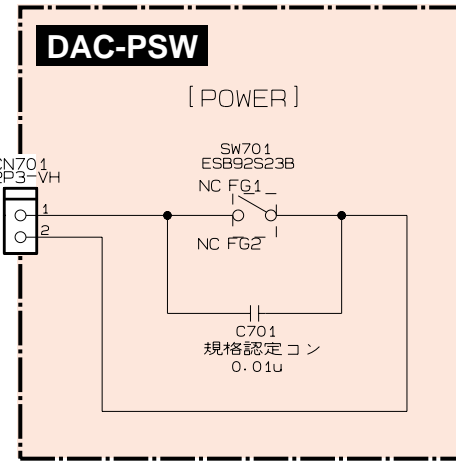 DAC-PSW
[POWER]
SW701
ESB92S23B
CN701
2P3-VH
NC FG1
1
2
NC FG2
C701
規格認定コン
0.01u